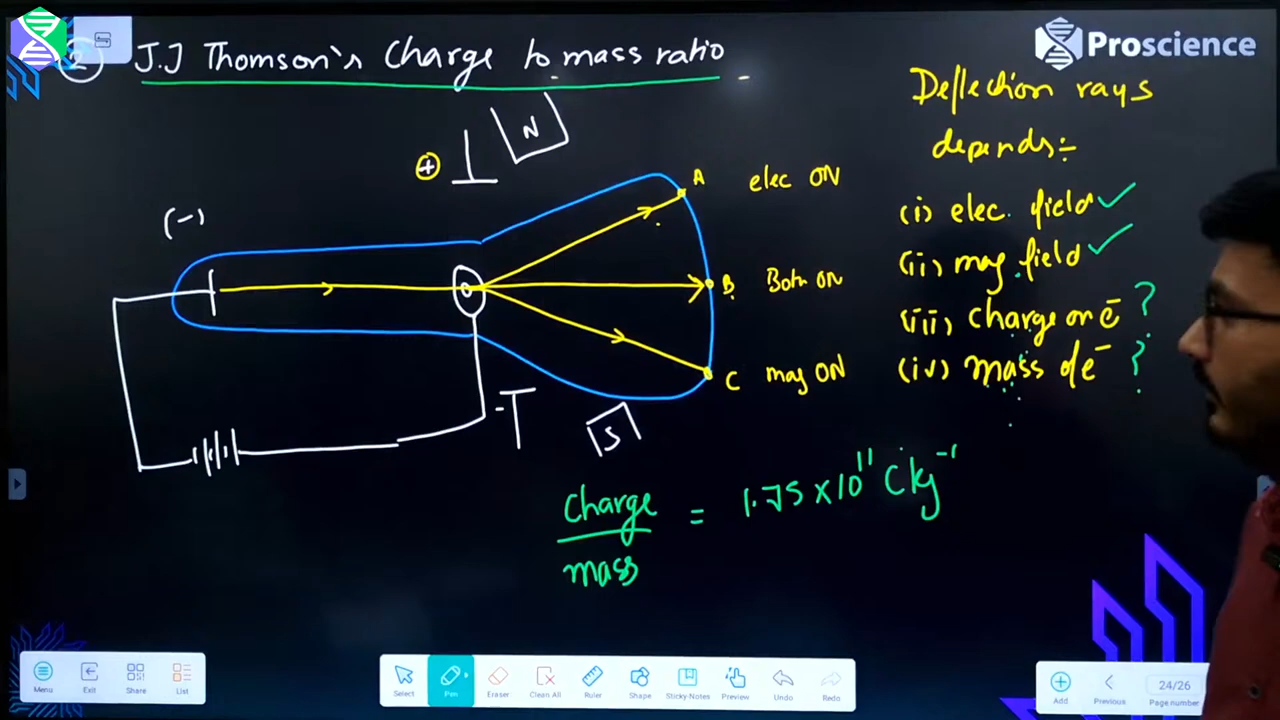 ② J.J Thomson's Charge to mass ratio
Proscience
Deflection rays
depends:-
(i) elec. field ✓
(ii) mag. field ✓
(iii) charge on e⁻ ?
(iv) mass of e⁻ ?
N
+
(-)
A elec ON
B Both ON
C mag ON
-
S
Charge
mass
= 1.75 × 10¹¹ C kg⁻¹
Menu
Exit
Share
List
Select
Pen
Eraser
Clean All
Ruler
Shape
Sticky Notes
Preview
Undo
Redo
Add
Previous
24/26
Page number